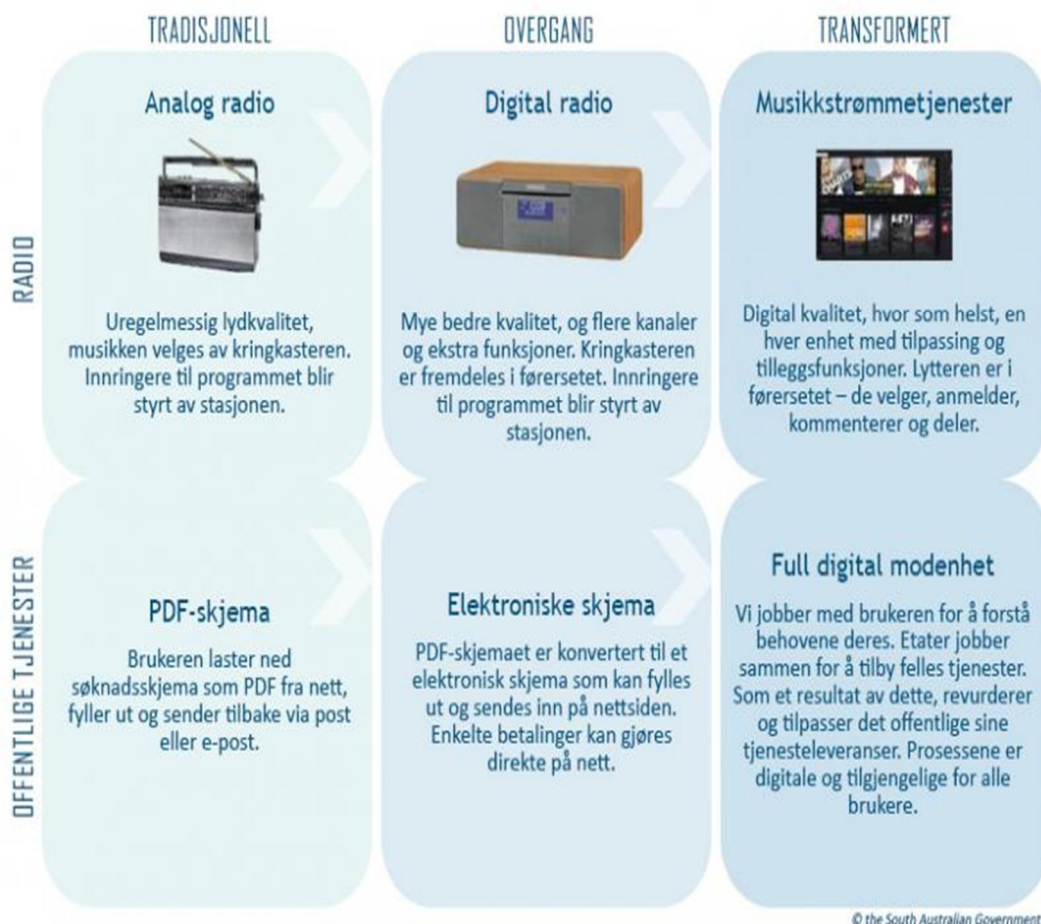 TRADISJONELL
OVERGANG
TRANSFORMERT
RADIO
Analog radio
Uregelmessig lydkvalitet,
musikken velges av kringkasteren.
Innringere til programmet blir
styrt av stasjonen.
Digital radio
Mye bedre kvalitet, og flere kanaler
og ekstra funksjoner. Kringkasteren
er fremdeles i førersetet. Innringere
til programmet blir styrt av
stasjonen.
Musikkstrømmetjenester
Digital kvalitet, hvor som helst, en
hver enhet med tilpassing og
tilleggsfunksjoner. Lytteren er i
førersetet – de velger, anmelder,
kommenterer og deler.
OFFENTLIGE TJENESTER
PDF-skjema
Brukeren laster ned
søknadsskjema som PDF fra nett,
fyller ut og sender tilbake via post
eller e-post.
Elektroniske skjema
PDF-skjemaet er konvertert til et
elektronisk skjema som kan fylles
ut og sendes inn på nettsiden.
Enkelte betalinger kan gjøres
direkte på nett.
Full digital modenhet
Vi jobber med brukeren for å forstå
behovene deres. Etater jobber
sammen for å tilby felles tjenester.
Som et resultat av dette, revurderer
og tilpasser det offentlige sine
tjenesteleveranser. Prosessene er
digitale og tilgjengelige for alle
brukere.
© the South Australian Government